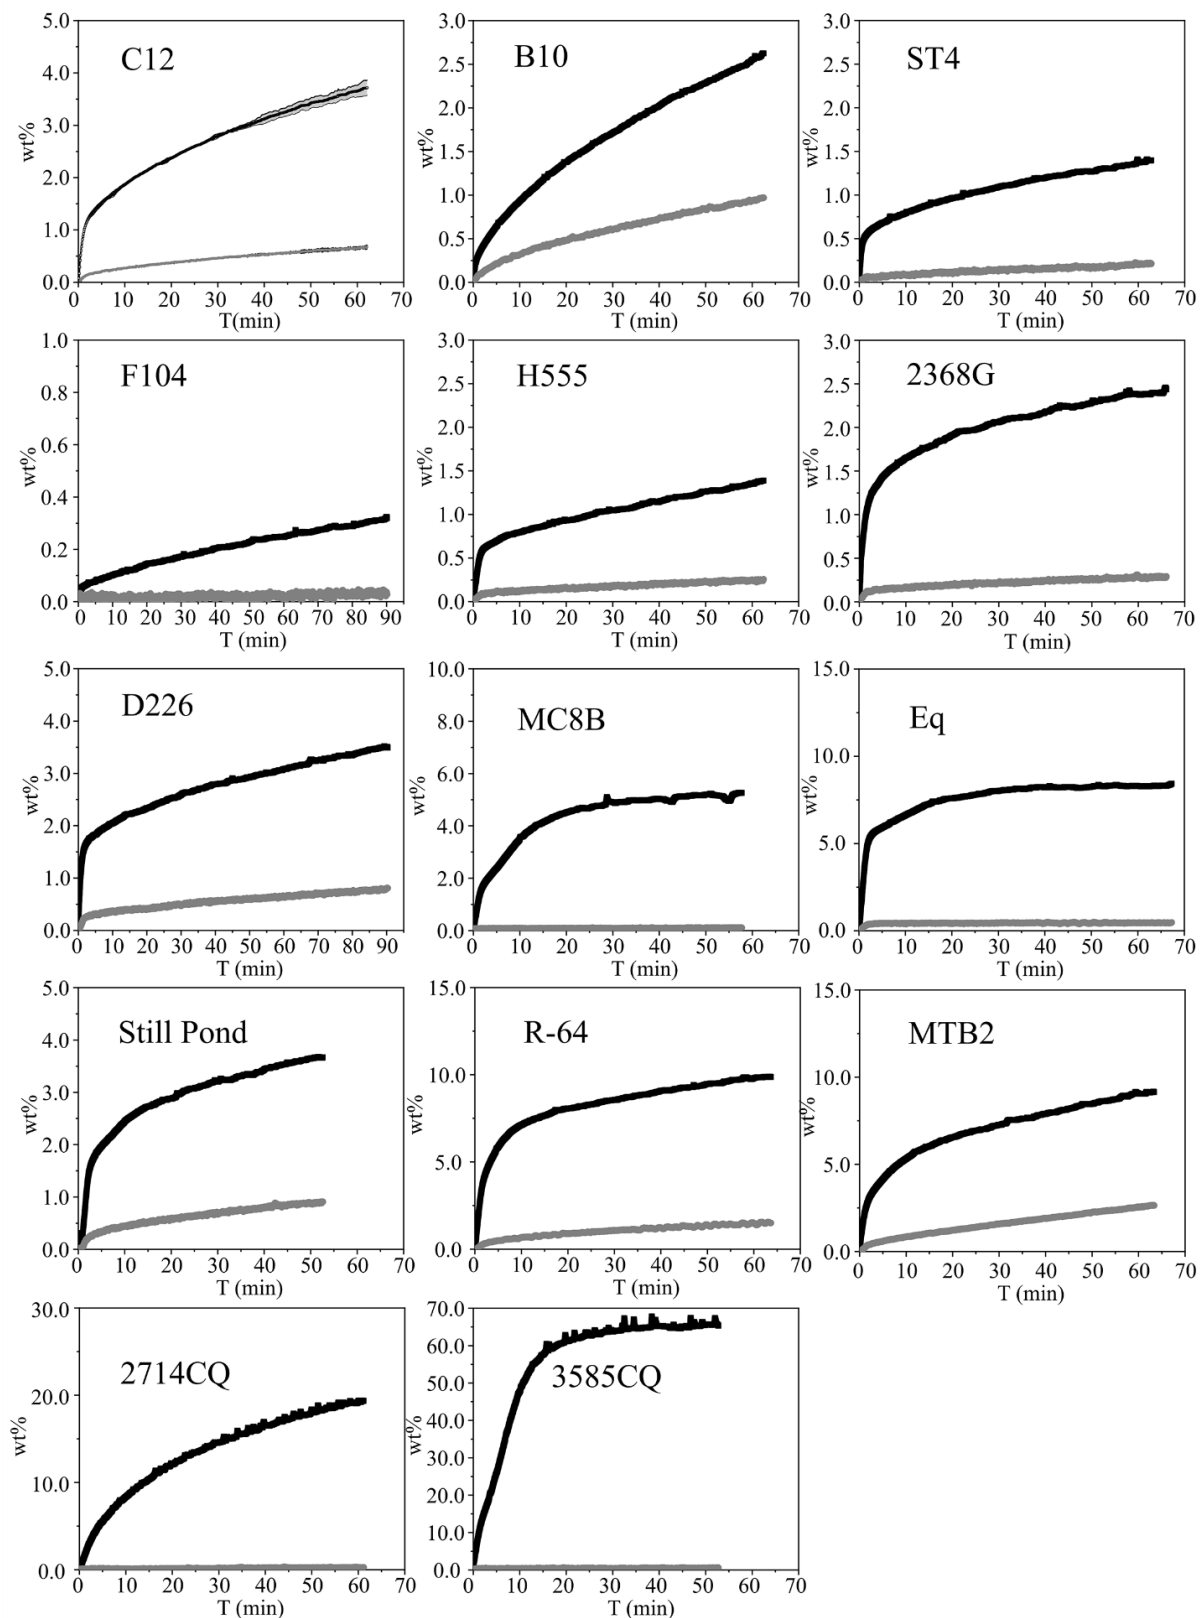 C12
5.0
4.0
3.0
2.0
1.0
0.0
wt%
0 10 20 30 40 50 60 70
T(min)
B10
3.0
2.5
2.0
1.5
1.0
0.5
0.0
wt%
0 10 20 30 40 50 60 70
T (min)
ST4
3.0
2.5
2.0
1.5
1.0
0.5
0.0
wt%
0 10 20 30 40 50 60 70
T (min)
F104
1.0
0.8
0.6
0.4
0.2
0.0
wt%
0 10 20 30 40 50 60 70 80 90
T (min)
H555
3.0
2.5
2.0
1.5
1.0
0.5
0.0
wt%
0 10 20 30 40 50 60 70
T (min)
2368G
3.0
2.5
2.0
1.5
1.0
0.5
0.0
wt%
0 10 20 30 40 50 60 70
T (min)
D226
5.0
4.0
3.0
2.0
1.0
0.0
wt%
0 10 20 30 40 50 60 70 80 90
T (min)
MC8B
10.0
8.0
6.0
4.0
2.0
0.0
wt%
0 10 20 30 40 50 60 70
T (min)
Eq
15.0
10.0
5.0
0.0
wt%
0 10 20 30 40 50 60 70
T (min)
Still Pond
5.0
4.0
3.0
2.0
1.0
0.0
wt%
0 10 20 30 40 50 60 70
T (min)
R-64
15.0
10.0
5.0
0.0
wt%
0 10 20 30 40 50 60 70
T (min)
MTB2
15.0
10.0
5.0
0.0
wt%
0 10 20 30 40 50 60 70
T (min)
2714CQ
30.0
20.0
10.0
0.0
wt%
0 10 20 30 40 50 60 70
T (min)
3585CQ
70.0
60.0
50.0
40.0
30.0
20.0
10.0
0.0
wt%
0 10 20 30 40 50 60 70
T (min)